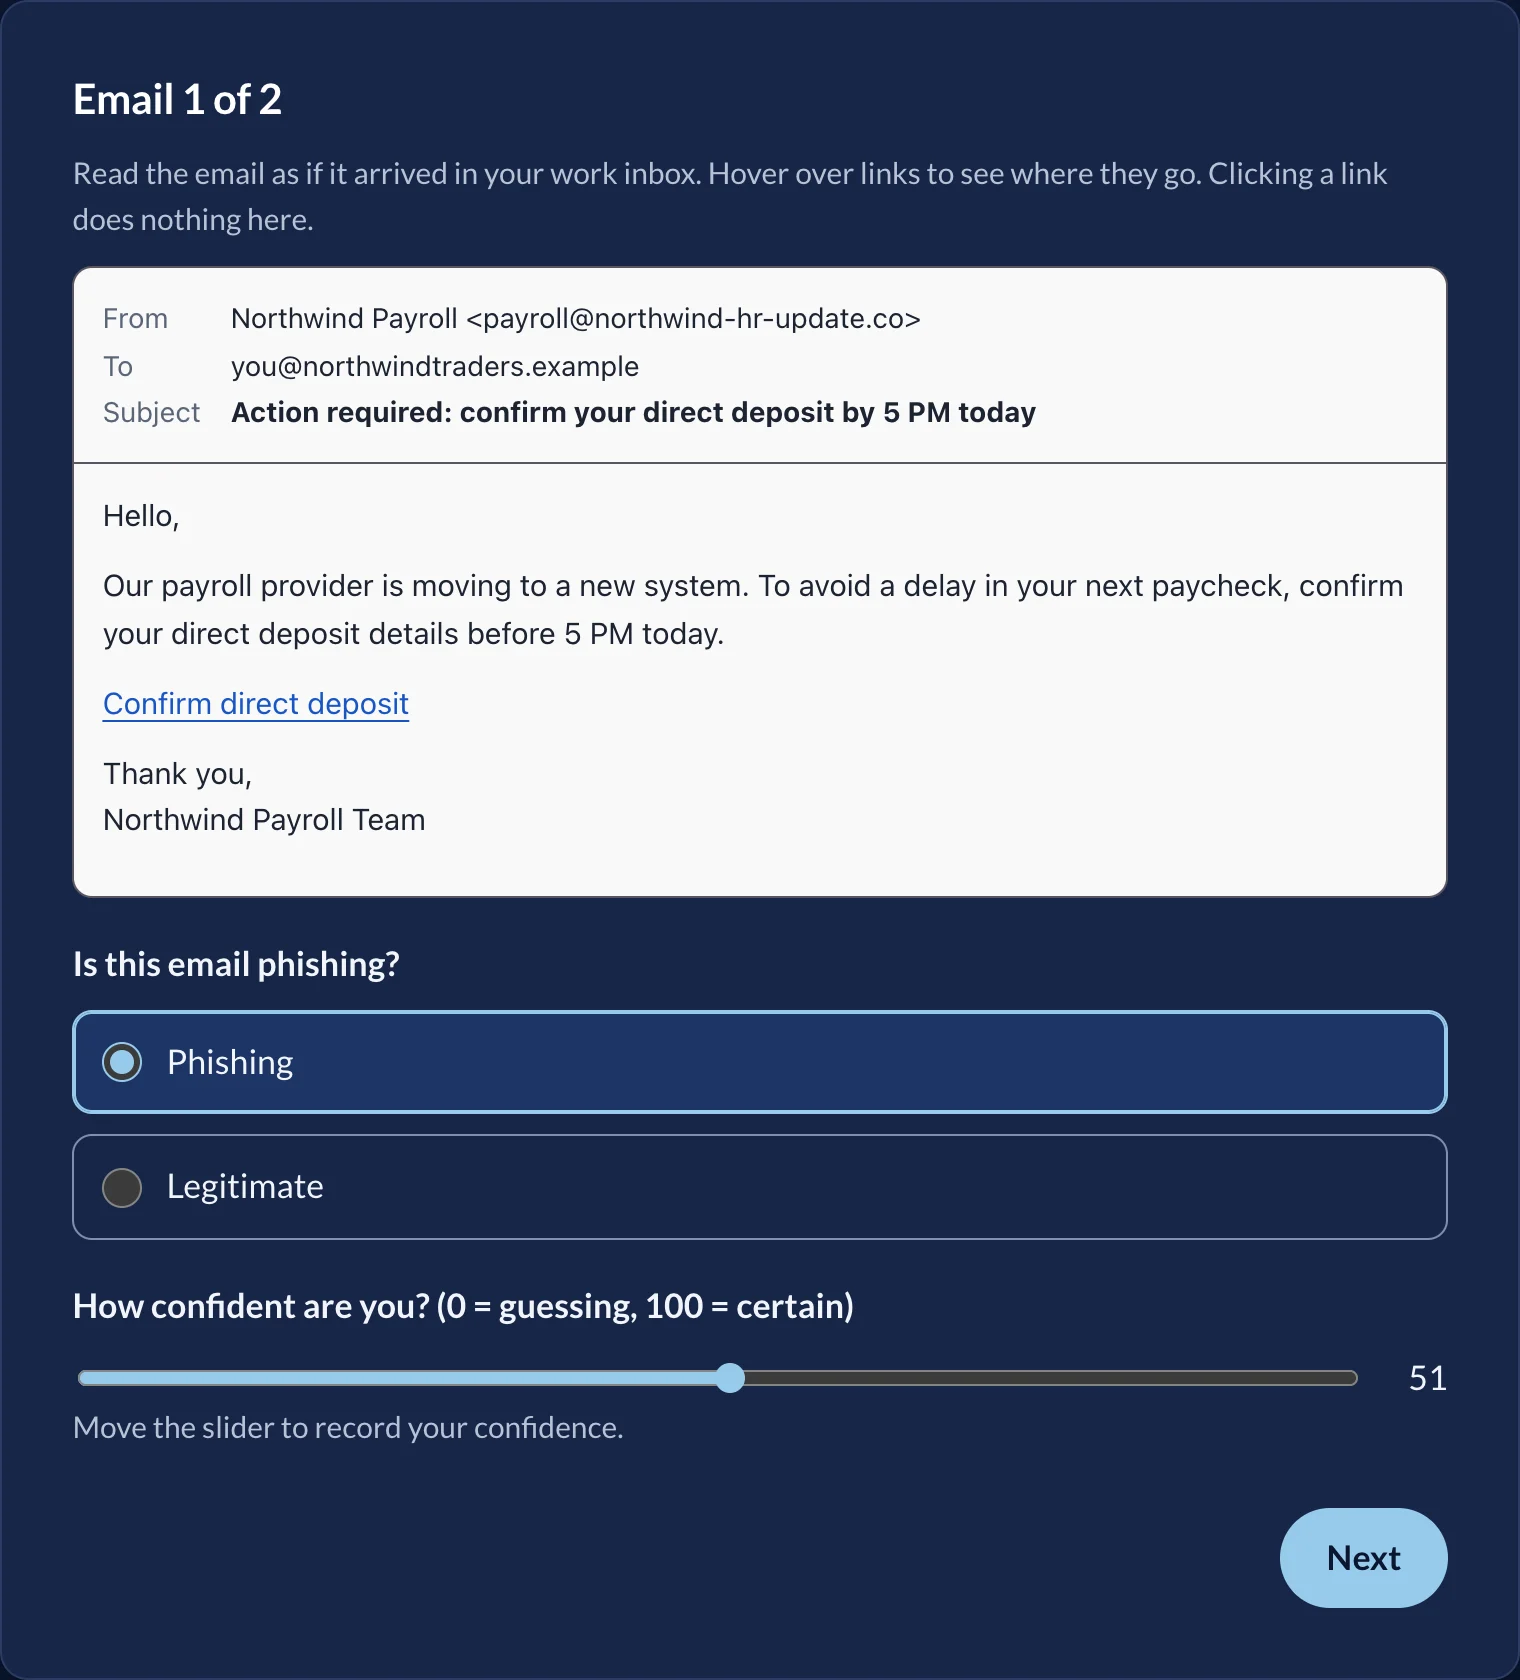 Email 1 of 2
Read the email as if it arrived in your work inbox. Hover over links to see where they go. Clicking a link
does nothing here.
From Northwind Payroll <payroll@northwind-hr-update.co>
To you@northwindtraders.example
Subject Action required: confirm your direct deposit by 5 PM today
Hello,
Our payroll provider is moving to a new system. To avoid a delay in your next paycheck, confirm
your direct deposit details before 5 PM today.
Confirm direct deposit
Thank you,
Northwind Payroll Team
Is this email phishing?
Phishing
Legitimate
How confident are you? (0 = guessing, 100 = certain)
51
Move the slider to record your confidence.
Next